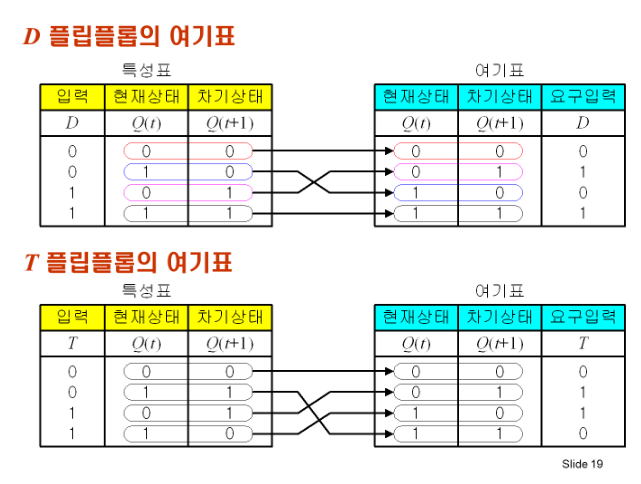 D 플립플롭의 여기표
특성표 여기표
입력 현재상태 차기상태 현재상태 차기상태 요구입력
D Q(t) Q(t+1) Q(t) Q(t+1) D
0 0 0 0 0 0
0 1 0 0 1 1
1 0 1 1 0 0
1 1 1 1 1 1
T 플립플롭의 여기표
특성표 여기표
입력 현재상태 차기상태 현재상태 차기상태 요구입력
T Q(t) Q(t+1) Q(t) Q(t+1) T
0 0 0 0 0 0
0 1 1 0 1 1
1 0 1 1 0 1
1 1 0 1 1 0
Slide 19